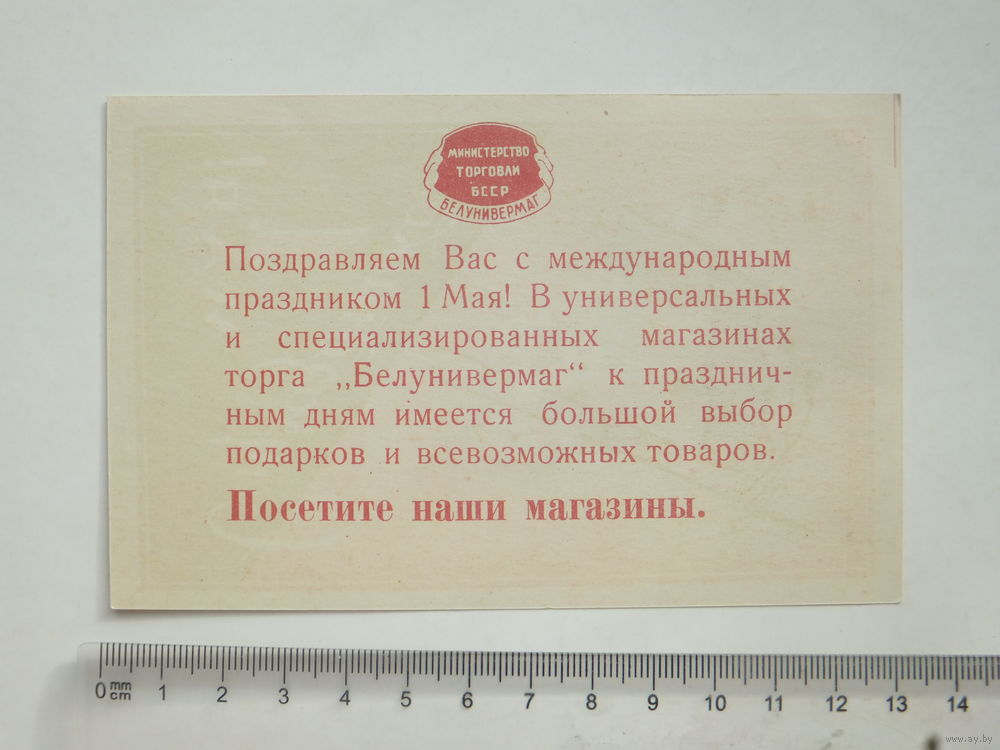 МИНИСТЕРСТВО
ТОРГОВЛИ
БССР
БЕЛУНИВЕРМАГ
Поздравляем Вас с международным
праздником 1 Мая! В универсальных
и специализированных магазинах
торга „Белунивермаг“ к празднич-
ным дням имеется большой выбор
подарков и всевозможных товаров.
Посетите наши магазины.
0 mm 1 2 3 4 5 6 7 8 9 10 11 12 13 14
cm
www.ay.by